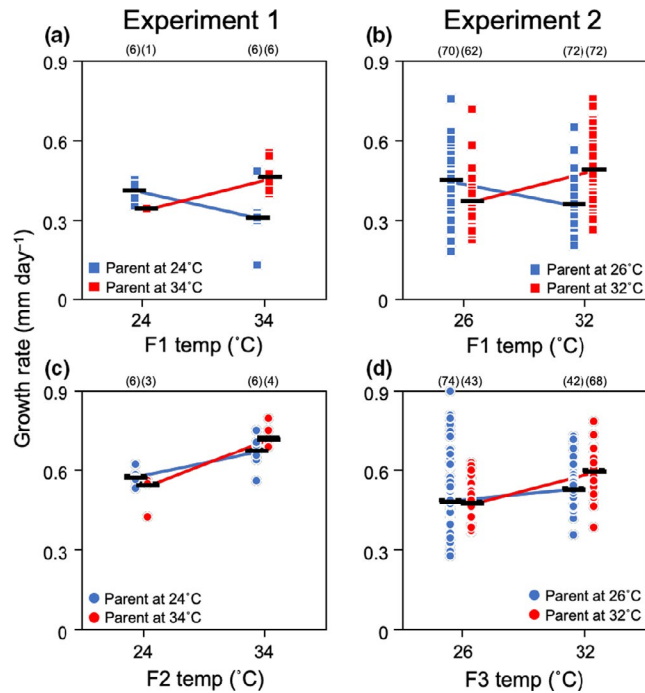 Experiment 1
Experiment 2
(a)
(6)(1)
(6)(6)
(b)
(70)(62)
(72)(72)
0.9
0.6
0.3
0
Parent at 24˚C
Parent at 34˚C
24
34
F1 temp (˚C)
0.9
0.6
0.3
0
Parent at 26˚C
Parent at 32˚C
26
32
F1 temp (˚C)
Growth rate (mm day⁻¹)
(c)
(6)(3)
(6)(4)
(d)
(74)(43)
(42)(68)
0.9
0.6
0.3
0
Parent at 24˚C
Parent at 34˚C
24
34
F2 temp (˚C)
0.9
0.6
0.3
0
Parent at 26˚C
Parent at 32˚C
26
32
F3 temp (˚C)